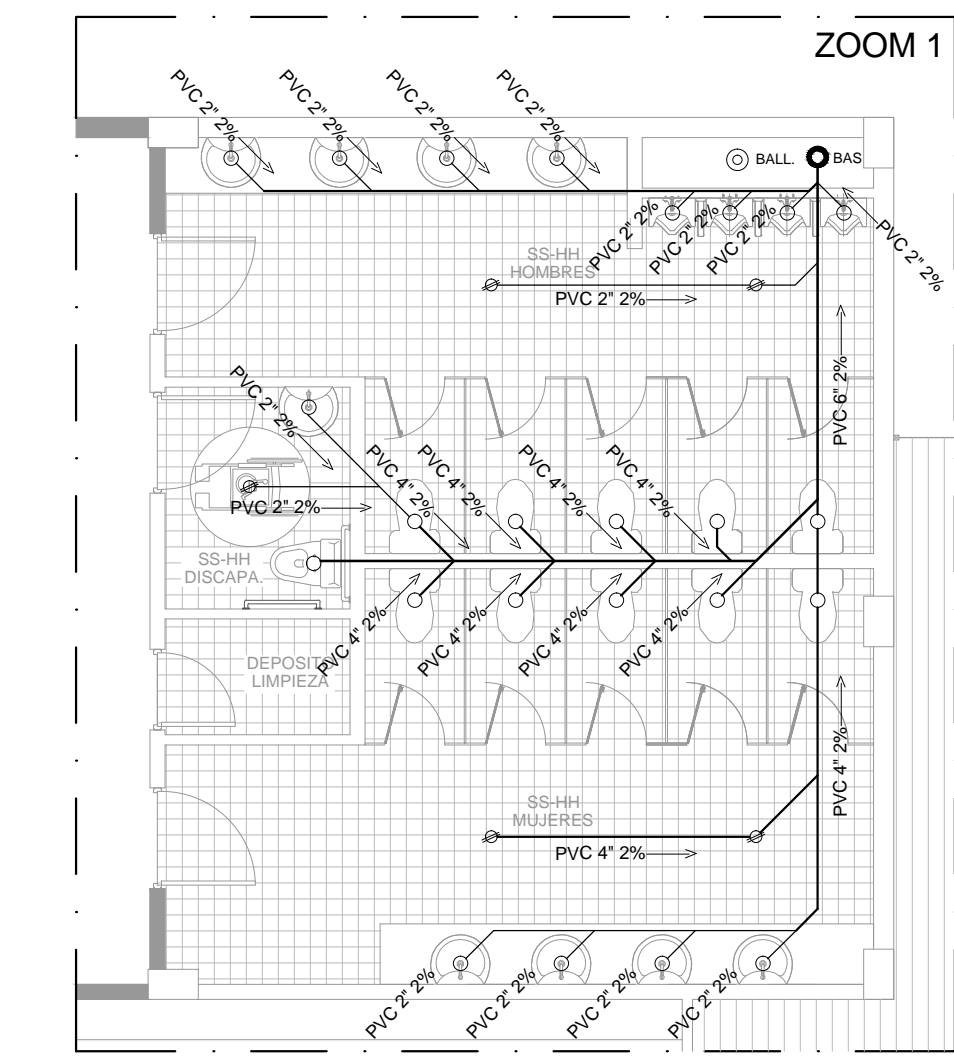 ZOOM 1
PVC 2" 2%
PVC 2" 2%
PVC 2" 2%
PVC 2" 2%
BALL.
BAS
PVC 2" 2%
PVC 2" 2%
PVC 2" 2%
PVC 2" 2%
SS-HH
HOMBRES
PVC 2" 2%
PVC 6" 2%
PVC 2" 2%
PVC 4" 2%
PVC 4" 2%
PVC 4" 2%
PVC 4" 2%
PVC 2" 2%
SS-HH
DISCAPA.
PVC 4" 2%
PVC 4" 2%
PVC 4" 2%
PVC 4" 2%
DEPOSITO
LIMPIEZA
PVC 4" 2%
SS-HH
MUJERES
PVC 4" 2%
PVC 2" 2%
PVC 2" 2%
PVC 2" 2%
PVC 2" 2%